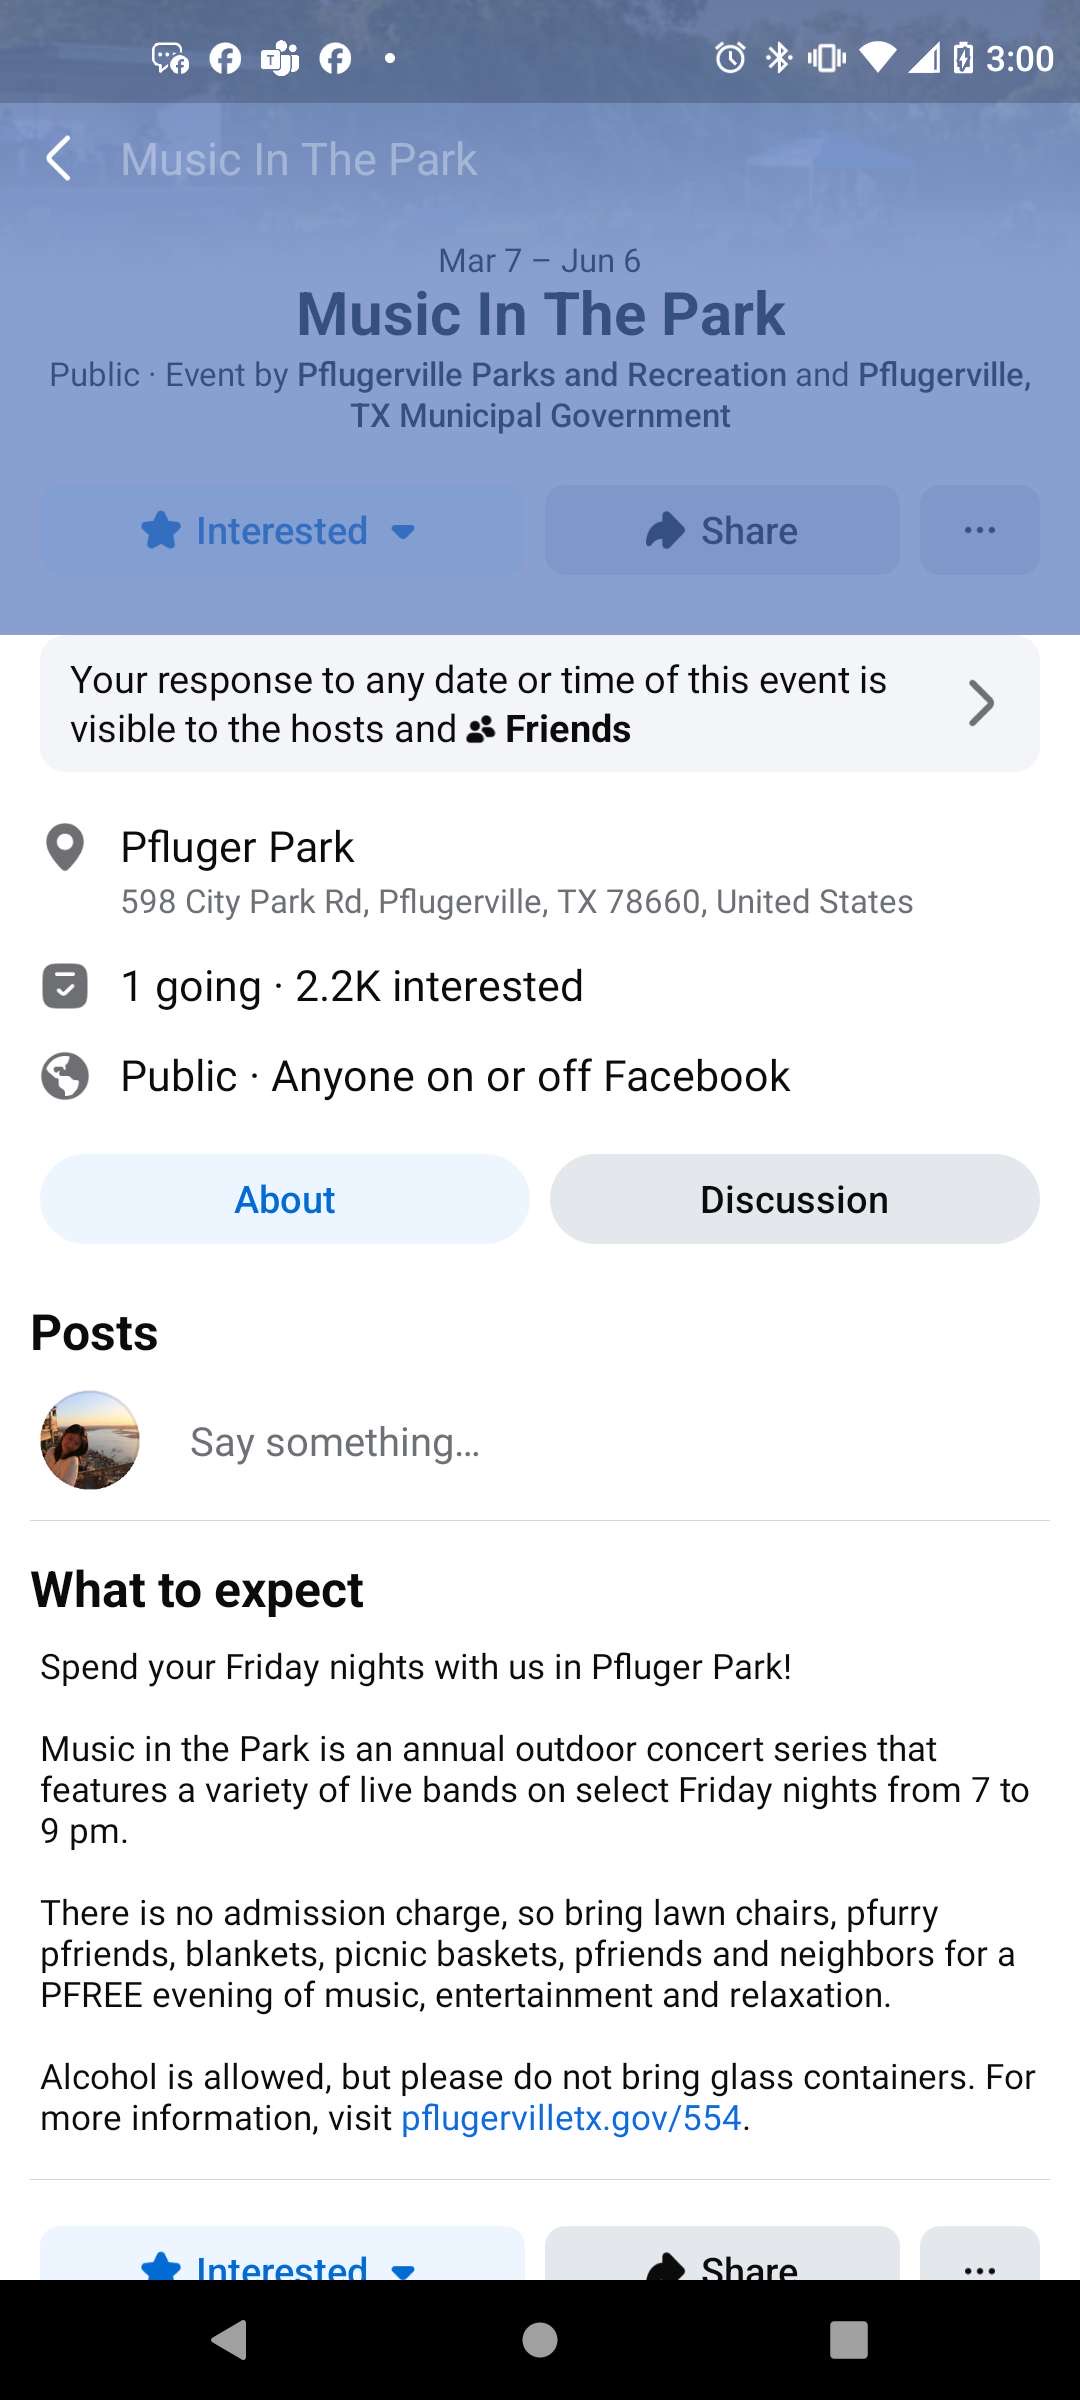 3:00
Music In The Park
Mar 7 – Jun 6
Music In The Park
Public · Event by Pflugerville Parks and Recreation and Pflugerville,
TX Municipal Government
Interested
Share
Your response to any date or time of this event is
visible to the hosts and Friends
Pfluger Park
598 City Park Rd, Pflugerville, TX 78660, United States
1 going · 2.2K interested
Public · Anyone on or off Facebook
About
Discussion
Posts
Say something...
What to expect
Spend your Friday nights with us in Pfluger Park!
Music in the Park is an annual outdoor concert series that
features a variety of live bands on select Friday nights from 7 to
9 pm.
There is no admission charge, so bring lawn chairs, pfurry
pfriends, blankets, picnic baskets, pfriends and neighbors for a
PFREE evening of music, entertainment and relaxation.
Alcohol is allowed, but please do not bring glass containers. For
more information, visit pflugervilletx.gov/554.
Interested
Share